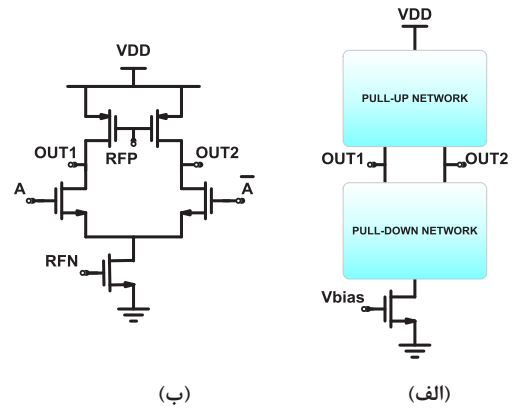 VDD
OUT1
RFP
OUT2
A
A̅
RFN
(ب)
VDD
PULL-UP NETWORK
OUT1
OUT2
PULL-DOWN NETWORK
Vbias
(الف)